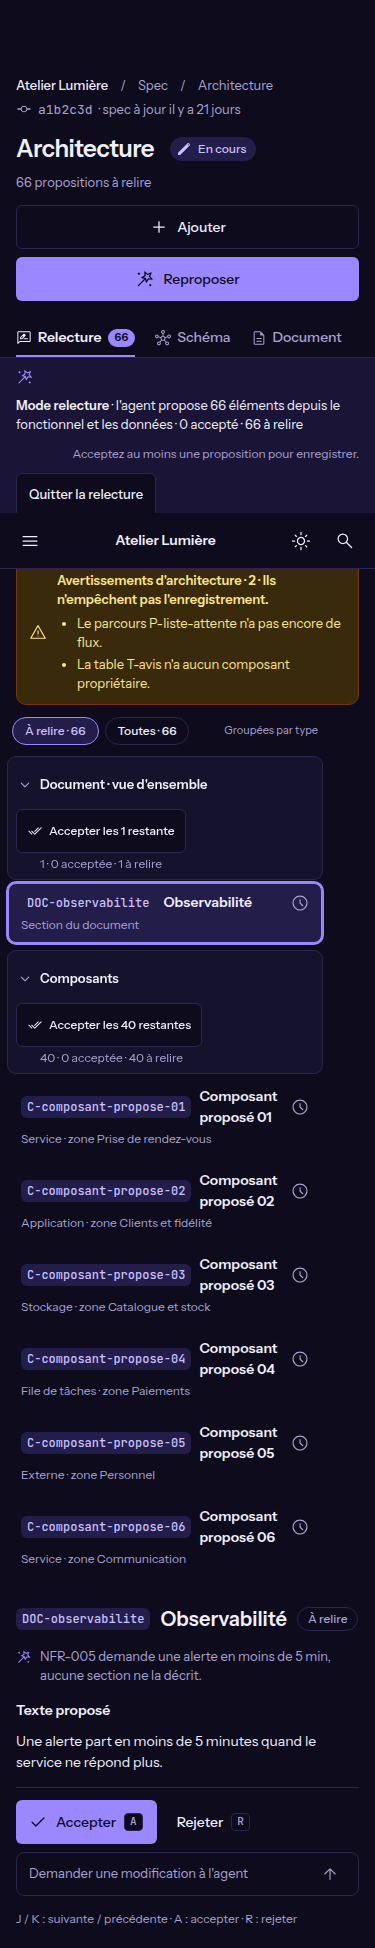 Atelier Lumière / Spec / Architecture
a1b2c3d · spec à jour il y a 21 jours
Architecture En cours
66 propositions à relire
Ajouter
Reproposer
Relecture 66 Schéma Document
Mode relecture · l'agent propose 66 éléments depuis le
fonctionnel et les données · 0 accepté · 66 à relire
Acceptez au moins une proposition pour enregistrer.
Quitter la relecture
Atelier Lumière
Avertissements d'architecture · 2 · Ils
n'empêchent pas l'enregistrement.
• Le parcours P-liste-attente n'a pas encore de
flux.
• La table T-avis n'a aucun composant
propriétaire.
À relire · 66 Toutes · 66 Groupées par type
Document · vue d'ensemble
Accepter les 1 restante
1 · 0 acceptée · 1 à relire
DOC-observabilite Observabilité
Section du document
Composants
Accepter les 40 restantes
40 · 0 acceptée · 40 à relire
C-composant-propose-01 Composant
proposé 01
Service · zone Prise de rendez-vous
C-composant-propose-02 Composant
proposé 02
Application · zone Clients et fidélité
C-composant-propose-03 Composant
proposé 03
Stockage · zone Catalogue et stock
C-composant-propose-04 Composant
proposé 04
File de tâches · zone Paiements
C-composant-propose-05 Composant
proposé 05
Externe · zone Personnel
C-composant-propose-06 Composant
proposé 06
Service · zone Communication
DOC-observabilite Observabilité À relire
NFR-005 demande une alerte en moins de 5 min,
aucune section ne la décrit.
Texte proposé
Une alerte part en moins de 5 minutes quand le
service ne répond plus.
Accepter A Rejeter R
Demander une modification à l'agent
J / K : suivante / précédente · A : accepter · R : rejeter